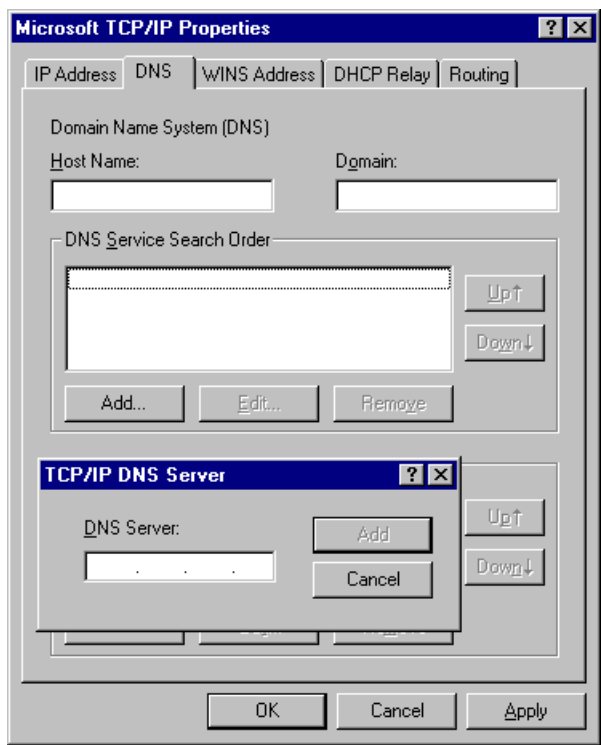 Microsoft TCP/IP Properties
IP Address DNS WINS Address DHCP Relay Routing
Domain Name System (DNS)
Host Name: Domain:
DNS Service Search Order
Up↑
Down↓
Add... Edit... Remove
TCP/IP DNS Server
DNS Server:
. . .
Add
Cancel
Up↑
Down↓
OK Cancel Apply